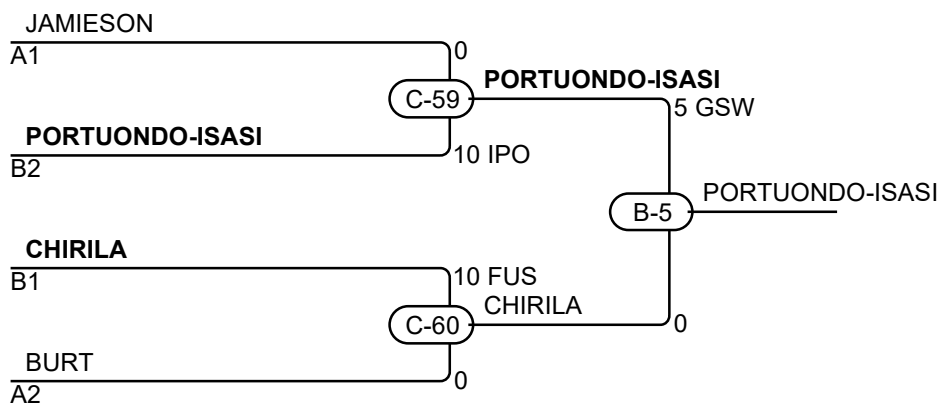 JAMIESON
A1
0
C-59
PORTUONDO-ISASI
5 GSW
PORTUONDO-ISASI
B2
10 IPO
B-5
PORTUONDO-ISASI
CHIRILA
B1
10 FUS
CHIRILA
C-60
0
BURT
A2
0